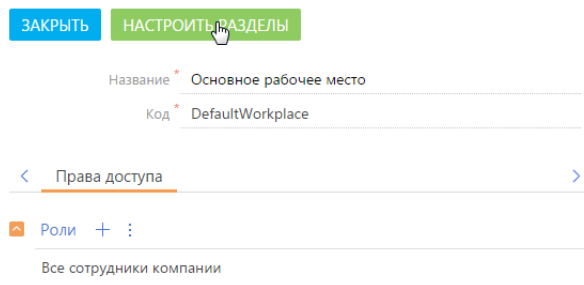 ЗАКРЫТЬ НАСТРОИТЬ РАЗДЕЛЫ
Название * Основное рабочее место
Код * DefaultWorkplace
Права доступа
Роли
Все сотрудники компании